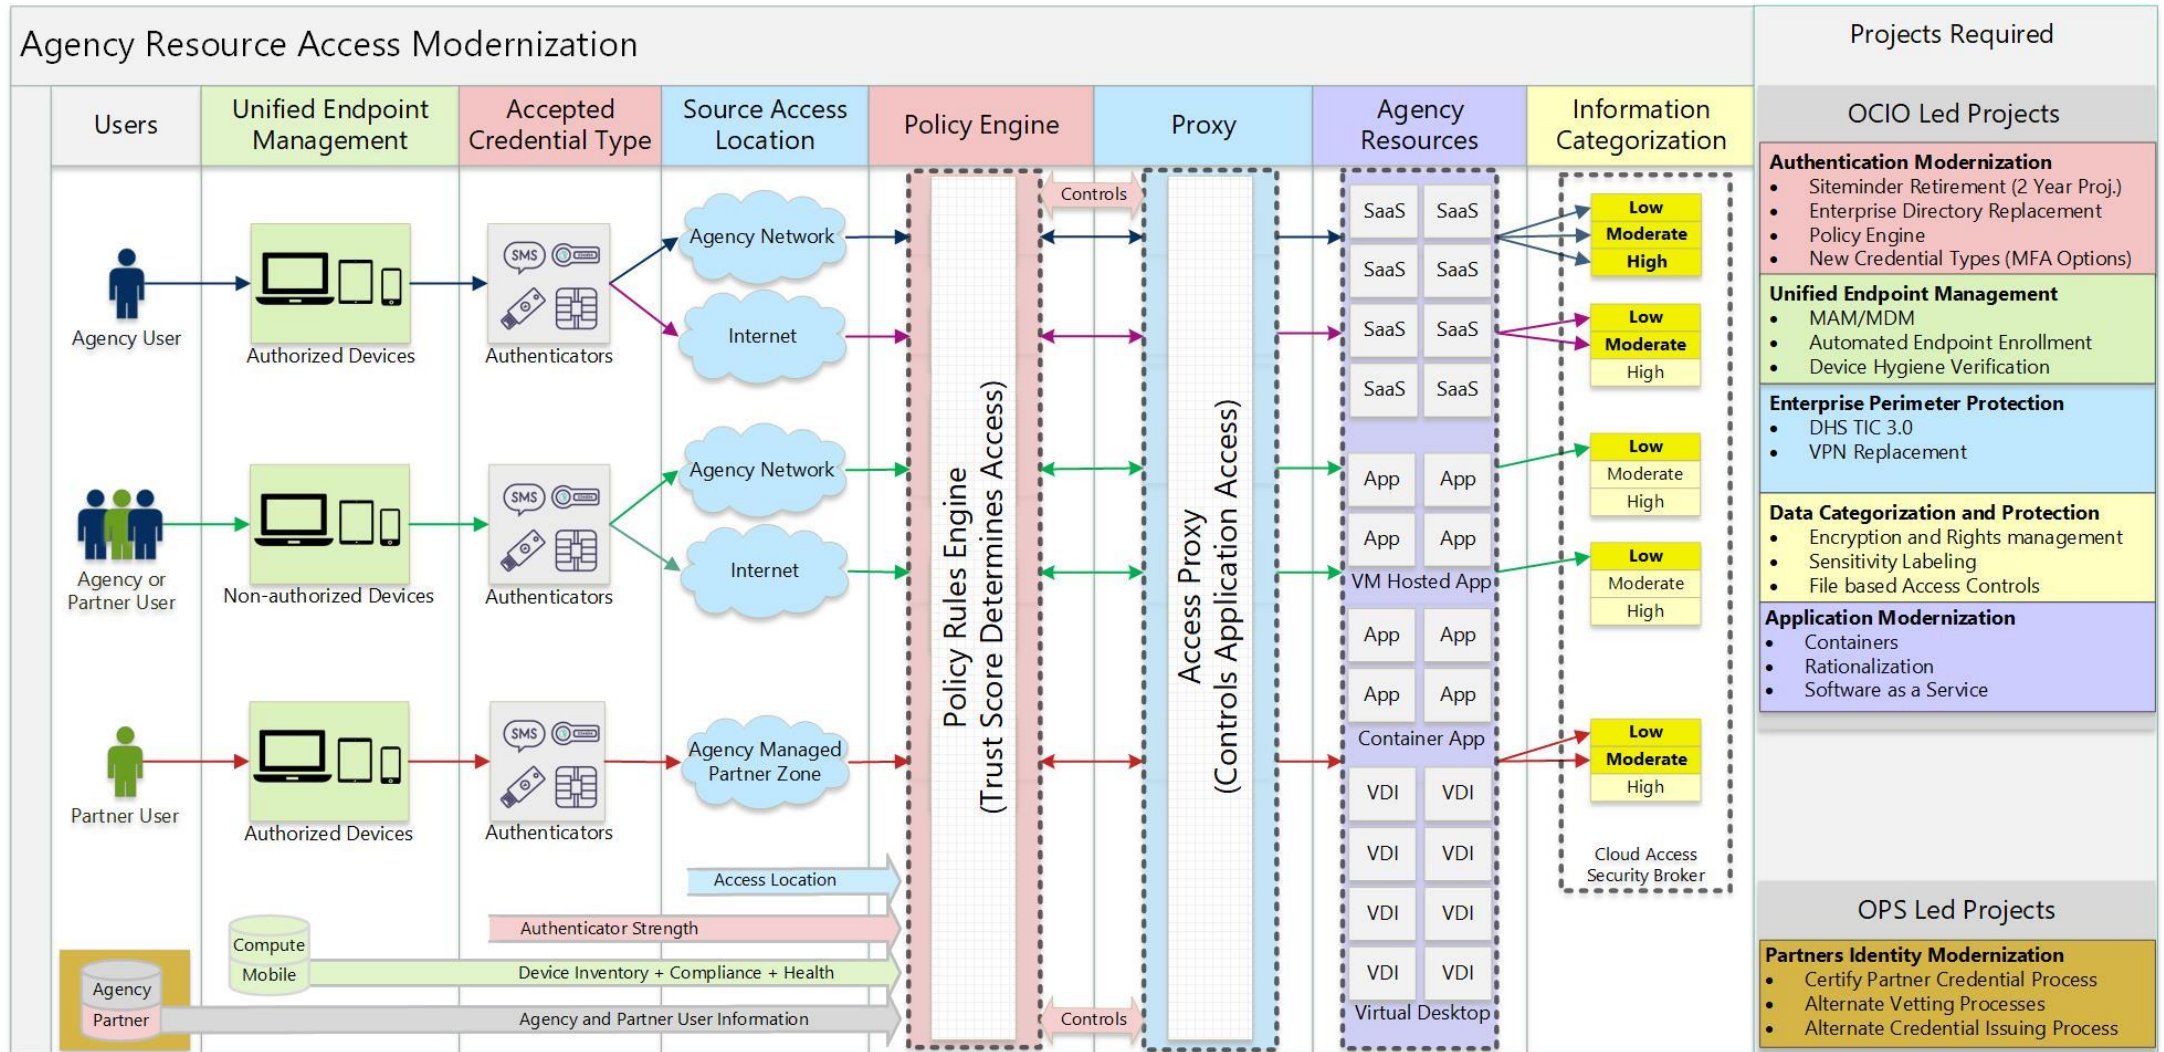 Agency Resource Access Modernization
Projects Required
Users
Unified Endpoint
Management
Accepted
Credential Type
Source Access
Location
Policy Engine
Proxy
Agency
Resources
Information
Categorization
Agency User
Authorized Devices
SMS
Authenticators
Agency Network
Internet
Agency or
Partner User
Non-authorized Devices
SMS
Authenticators
Agency Network
Internet
Partner User
Authorized Devices
SMS
Authenticators
Agency Managed
Partner Zone
Access Location
Authenticator Strength
Compute
Mobile
Device Inventory + Compliance + Health
Agency
Partner
Agency and Partner User Information
Policy Rules Engine
(Trust Score Determines Access)
Controls
Controls
Access Proxy
(Controls Application Access)
SaaS SaaS
SaaS SaaS
SaaS SaaS
SaaS SaaS
App App
App App
VM Hosted App
App App
App App
Container App
VDI VDI
VDI VDI
VDI VDI
VDI VDI
Virtual Desktop
Low
Moderate
High
Low
Moderate
High
Low
Moderate
High
Low
Moderate
High
Low
Moderate
High
Cloud Access
Security Broker
OCIO Led Projects
Authentication Modernization
• Siteminder Retirement (2 Year Proj.)
• Enterprise Directory Replacement
• Policy Engine
• New Credential Types (MFA Options)
Unified Endpoint Management
• MAM/MDM
• Automated Endpoint Enrollment
• Device Hygiene Verification
Enterprise Perimeter Protection
• DHS TIC 3.0
• VPN Replacement
Data Categorization and Protection
• Encryption and Rights management
• Sensitivity Labeling
• File based Access Controls
Application Modernization
• Containers
• Rationalization
• Software as a Service
OPS Led Projects
Partners Identity Modernization
• Certify Partner Credential Process
• Alternate Vetting Processes
• Alternate Credential Issuing Process